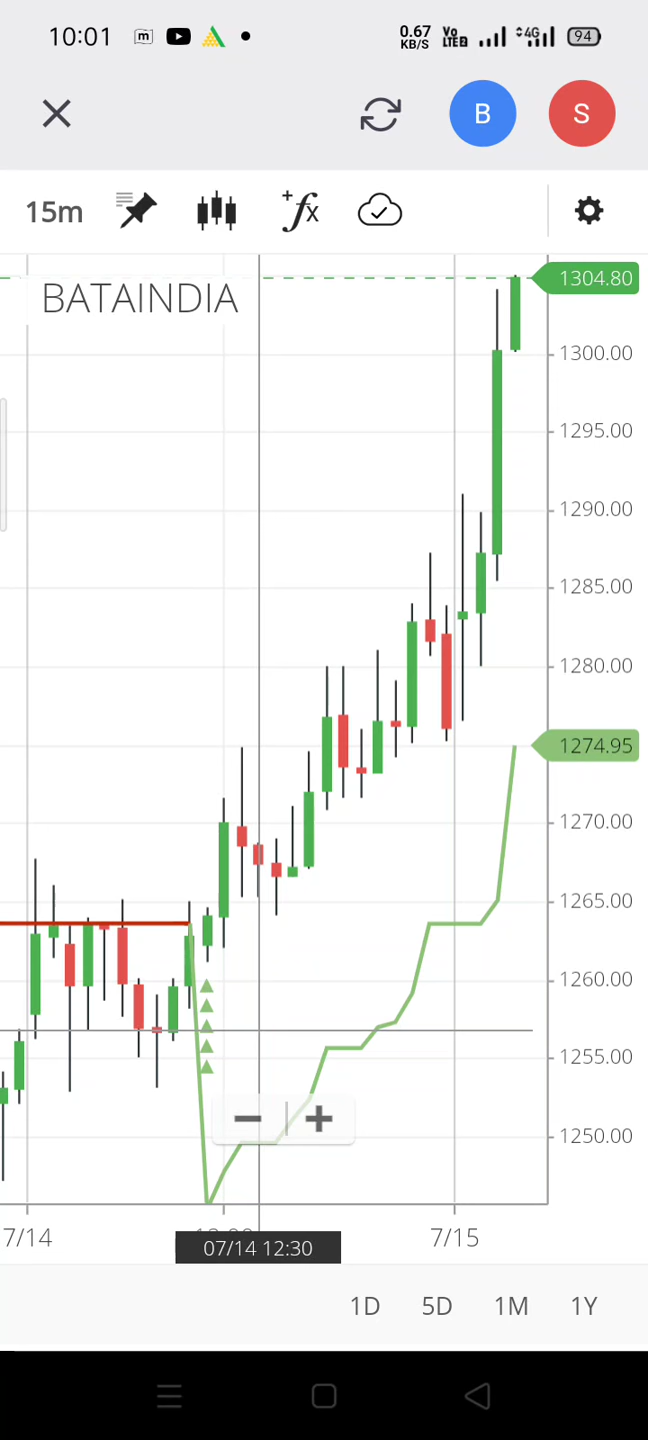 10:01 m 0.67 KB/S Vo LTE2 4G 94
B S
15m +fx
BATAINDIA
1304.80
1300.00
1295.00
1290.00
1285.00
1280.00
1274.95
1270.00
1265.00
1260.00
1255.00
1250.00
7/14 7/15
07/14 12:30
1D 5D 1M 1Y